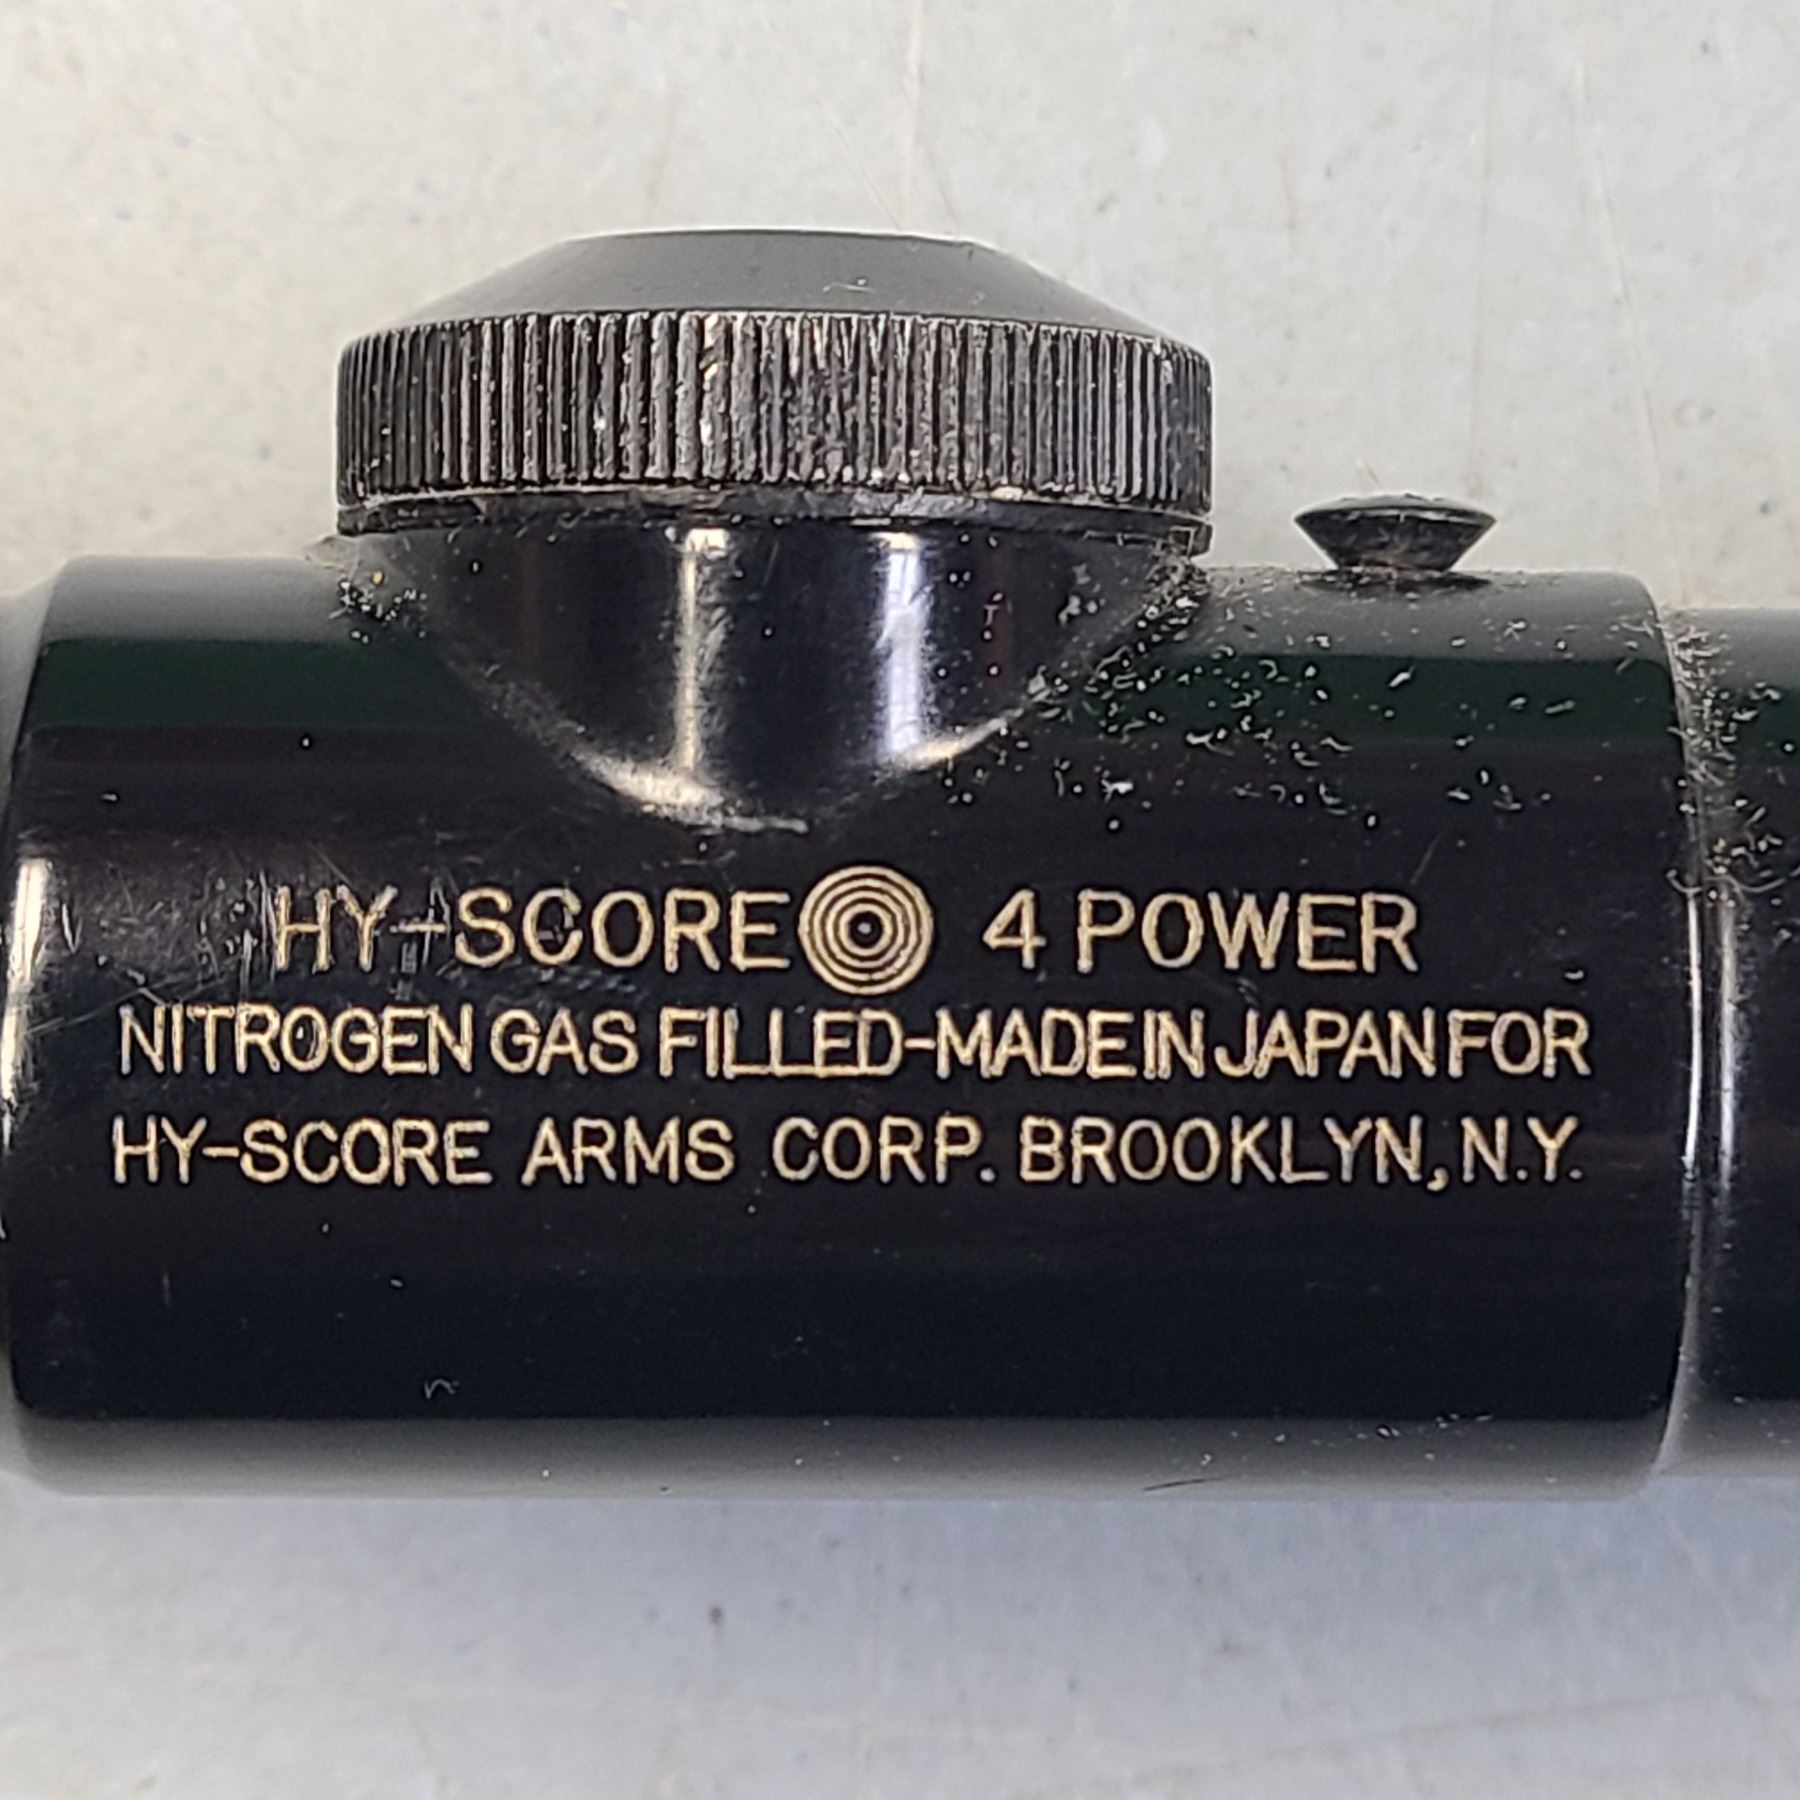 HY-SCORE 4 POWER
NITROGEN GAS FILLED-MADE IN JAPAN FOR
HY-SCORE ARMS CORP. BROOKLYN, N.Y.